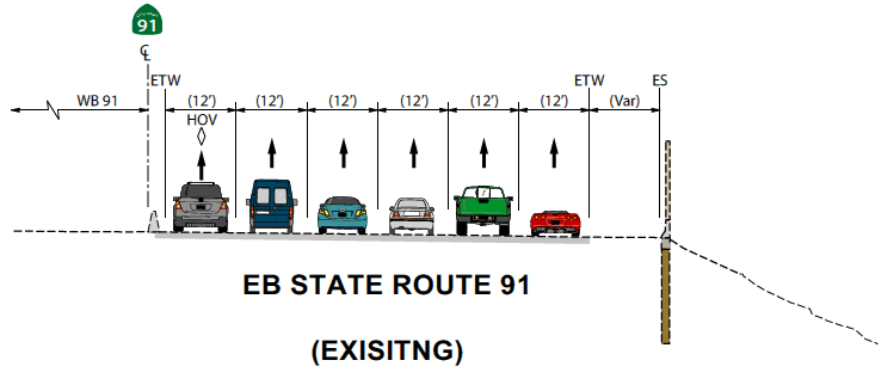 91
℄
ETW
ETW
ES
WB 91
(12')
(12')
(12')
(12')
(12')
(12')
(Var)
HOV
EB STATE ROUTE 91
(EXISITNG)